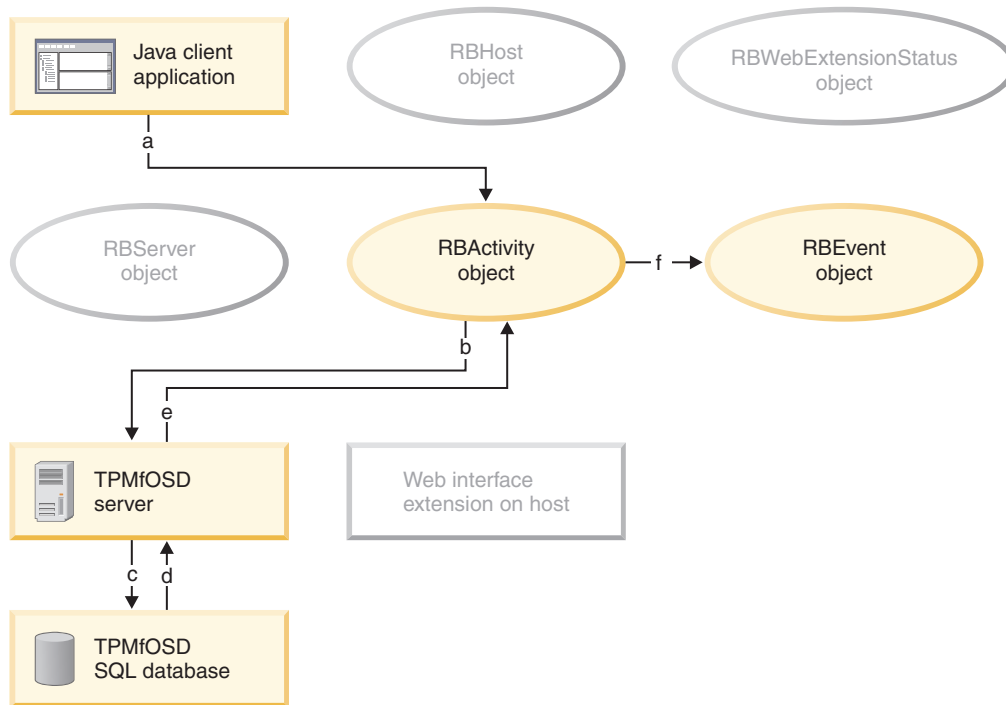 Java client
application
RBHost
object
RBWebExtensionStatus
object
a
RBServer
object
RBActivity
object
f
RBEvent
object
b
e
TPMfOSD
server
Web interface
extension on host
c
d
TPMfOSD
SQL database